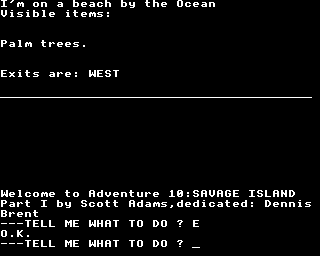 I'm on a beach by the Ocean
Visible items:
Palm trees.
Exits are: WEST
Welcome to Adventure 10:SAVAGE ISLAND
Part I by Scott Adams,dedicated: Dennis
Brent
---TELL ME WHAT TO DO ? E
O.K.
---TELL ME WHAT TO DO ? _